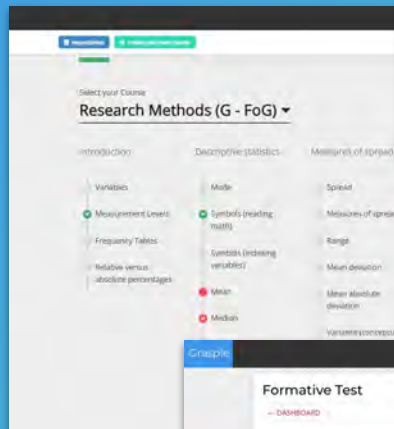 Select your Course
Research Methods (G - FoG)
Introduction
Descriptive statistics
Measures of spread
Variables
Mode
Spread
Measurement Levels
Symbols (reading
math)
Measures of spread
Frequency Tables
Symbols (indexing
variables)
Range
Relative versus
absolute percentages
Mean deviation
Mean
Mean absolute
deviation
Median
Grasple
Formative Test
← DASHBOARD